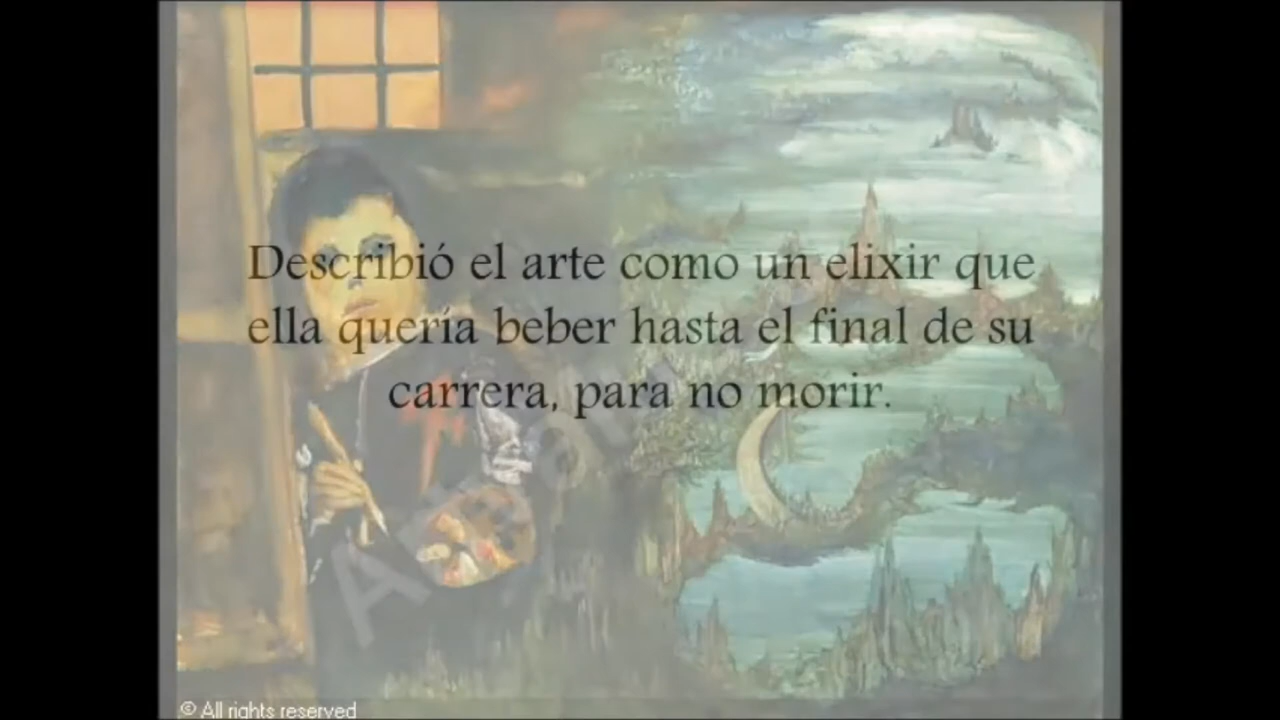 Describió el arte como un elixir que
ella quería beber hasta el final de su
carrera, para no morir.
© All rights reserved